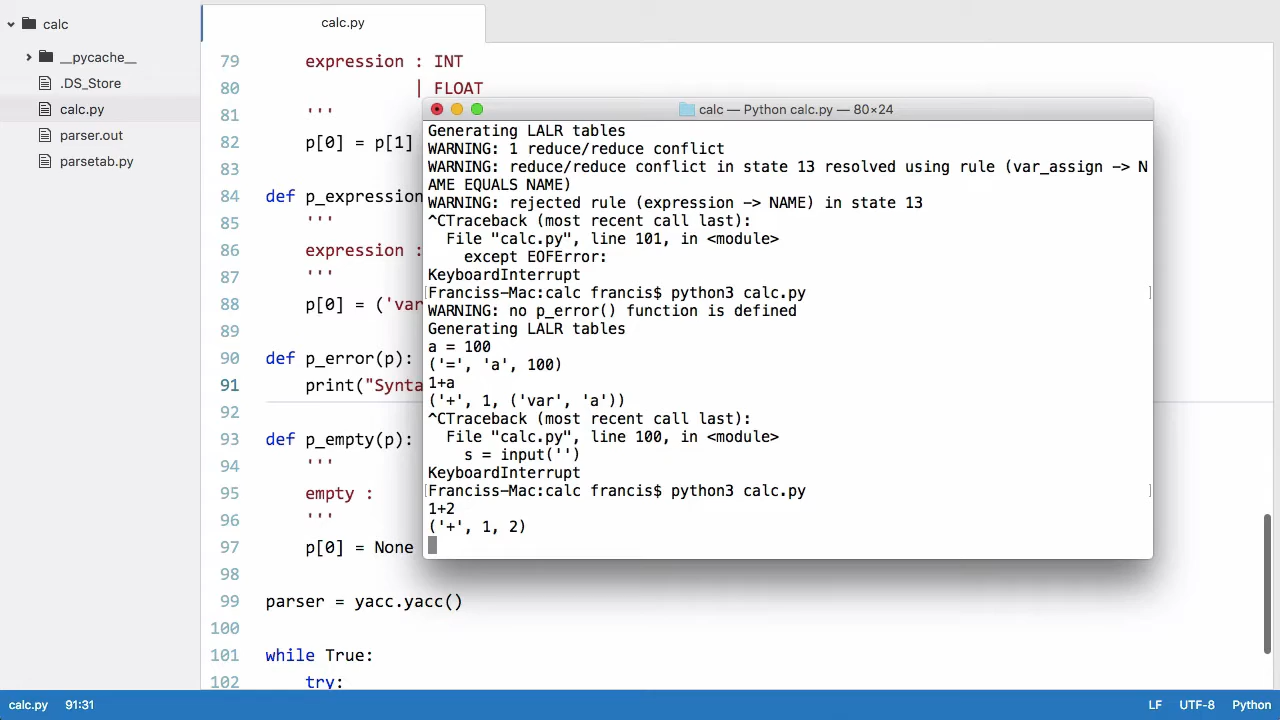 calc
__pycache__
.DS_Store
calc.py
parser.out
parsetab.py
calc.py
79 expression : INT
80 | FLOAT
81 '''
82 p[0] = p[1]
83
84 def p_expression
85 '''
86 expression :
87 '''
88 p[0] = ('var
89
90 def p_error(p):
91 print("Synta
92
93 def p_empty(p):
94 '''
95 empty :
96 '''
97 p[0] = None
98
99 parser = yacc.yacc()
100
101 while True:
102 try:
calc — Python calc.py — 80×24
Generating LALR tables
WARNING: 1 reduce/reduce conflict
WARNING: reduce/reduce conflict in state 13 resolved using rule (var_assign -> N
AME EQUALS NAME)
WARNING: rejected rule (expression -> NAME) in state 13
^CTraceback (most recent call last):
File "calc.py", line 101, in <module>
except EOFError:
KeyboardInterrupt
[Franciss-Mac:calc francis$ python3 calc.py ]
WARNING: no p_error() function is defined
Generating LALR tables
a = 100
('=', 'a', 100)
1+a
('+', 1, ('var', 'a'))
^CTraceback (most recent call last):
File "calc.py", line 100, in <module>
s = input('')
KeyboardInterrupt
[Franciss-Mac:calc francis$ python3 calc.py ]
1+2
('+', 1, 2)
calc.py 91:31 LF UTF-8 Python